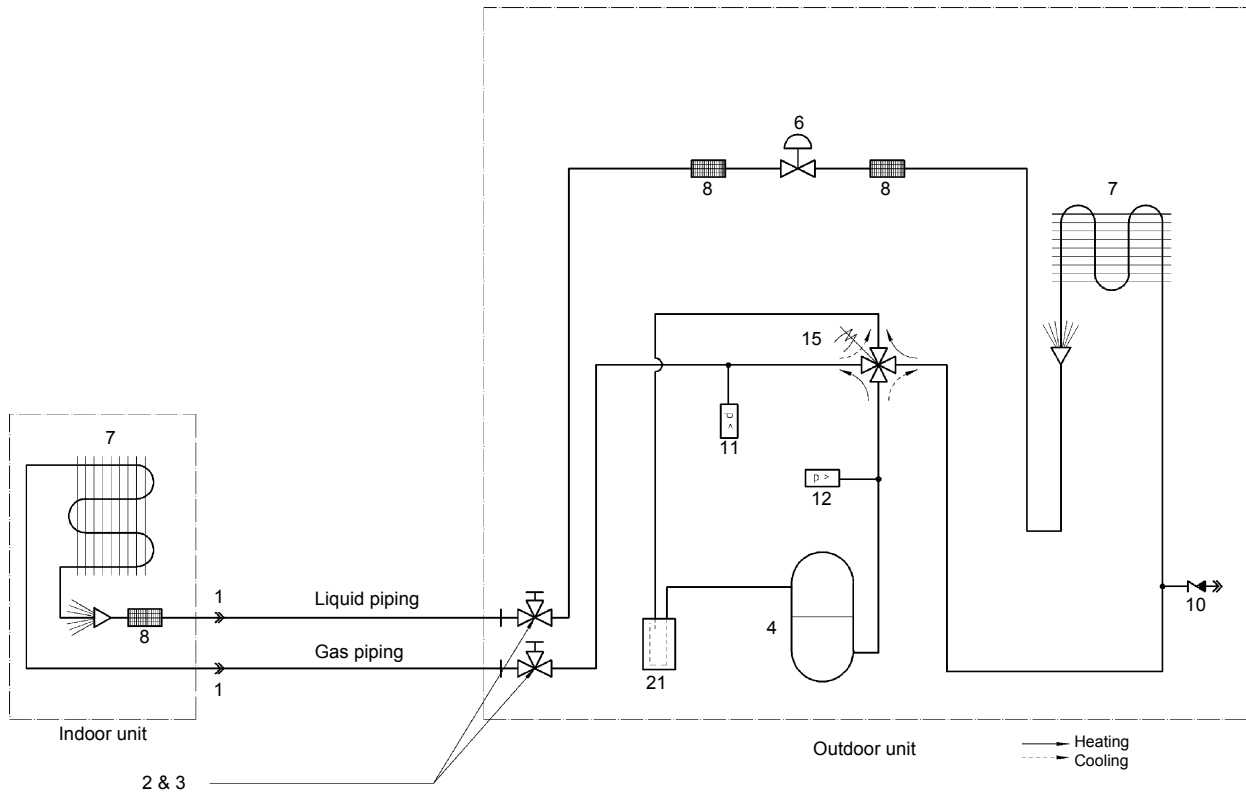 6
8
8
7
15
11
P <
12
P >
7
8
1
Liquid piping
Gas piping
1
4
21
10
Indoor unit
Outdoor unit
Heating
Cooling
2 & 3